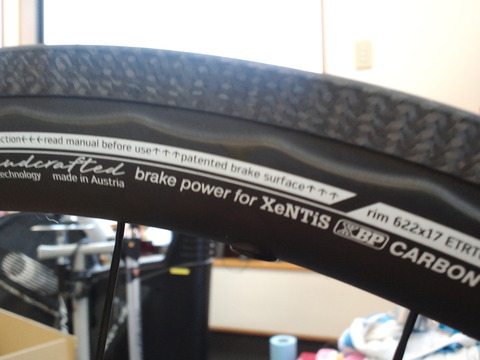 ction←←←read manual before use↑↑↑patented brake surface↑↑↑
rim 622x17 ETRT
andcrafted
echnology made in Austria
brake power for XeNTiS XBP CARBON